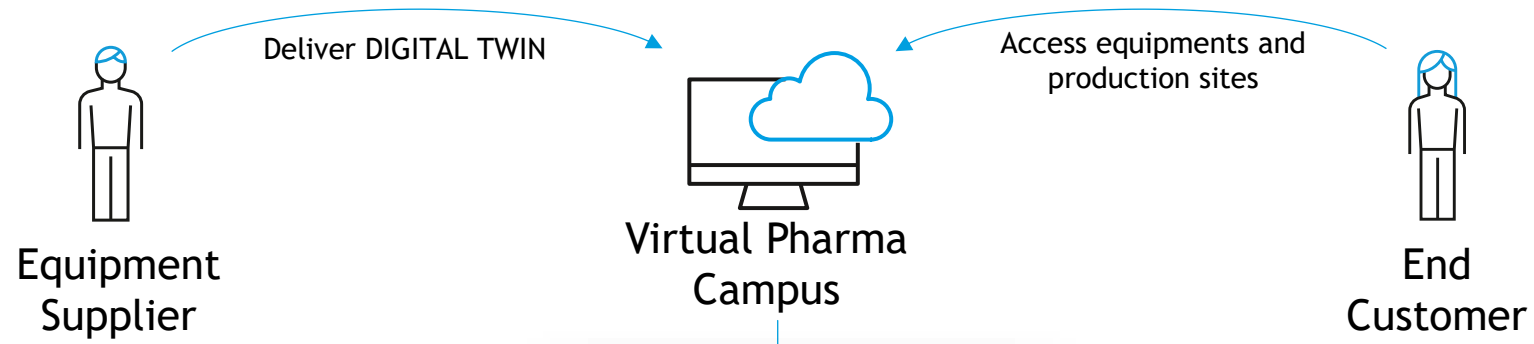 Deliver DIGITAL TWIN
Access equipments and
production sites
Equipment
Supplier
Virtual Pharma
Campus
End
Customer